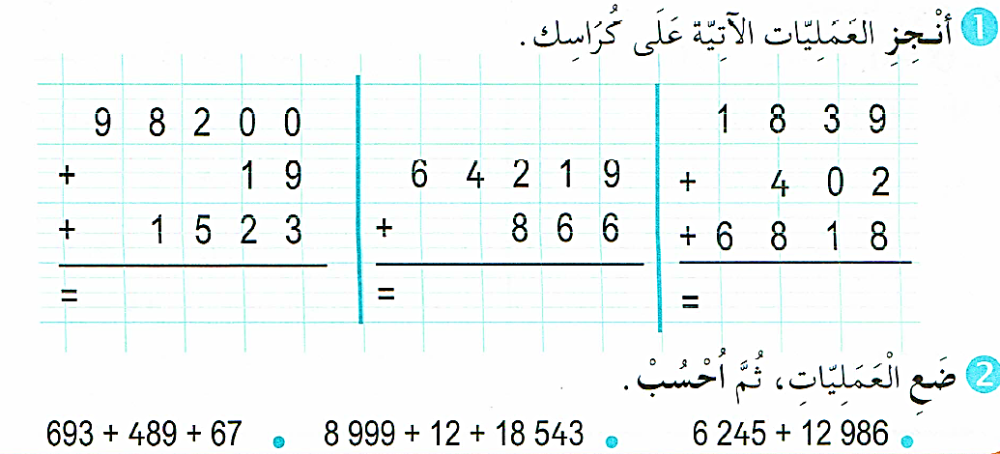 1 أنْجِزِ العَمَلِيّات الآتِيّة عَلَى كُرَاسِك.
9 8 2 0 0
+ 1 9
+ 1 5 2 3
=
6 4 2 1 9
+ 8 6 6
=
1 8 3 9
+ 4 0 2
+ 6 8 1 8
=
2 ضَعِ الْعَمَلِيّاتِ، ثُمَّ اُحْسُبْ.
• 6 245 + 12 986
• 8 999 + 12 + 18 543
• 693 + 489 + 67